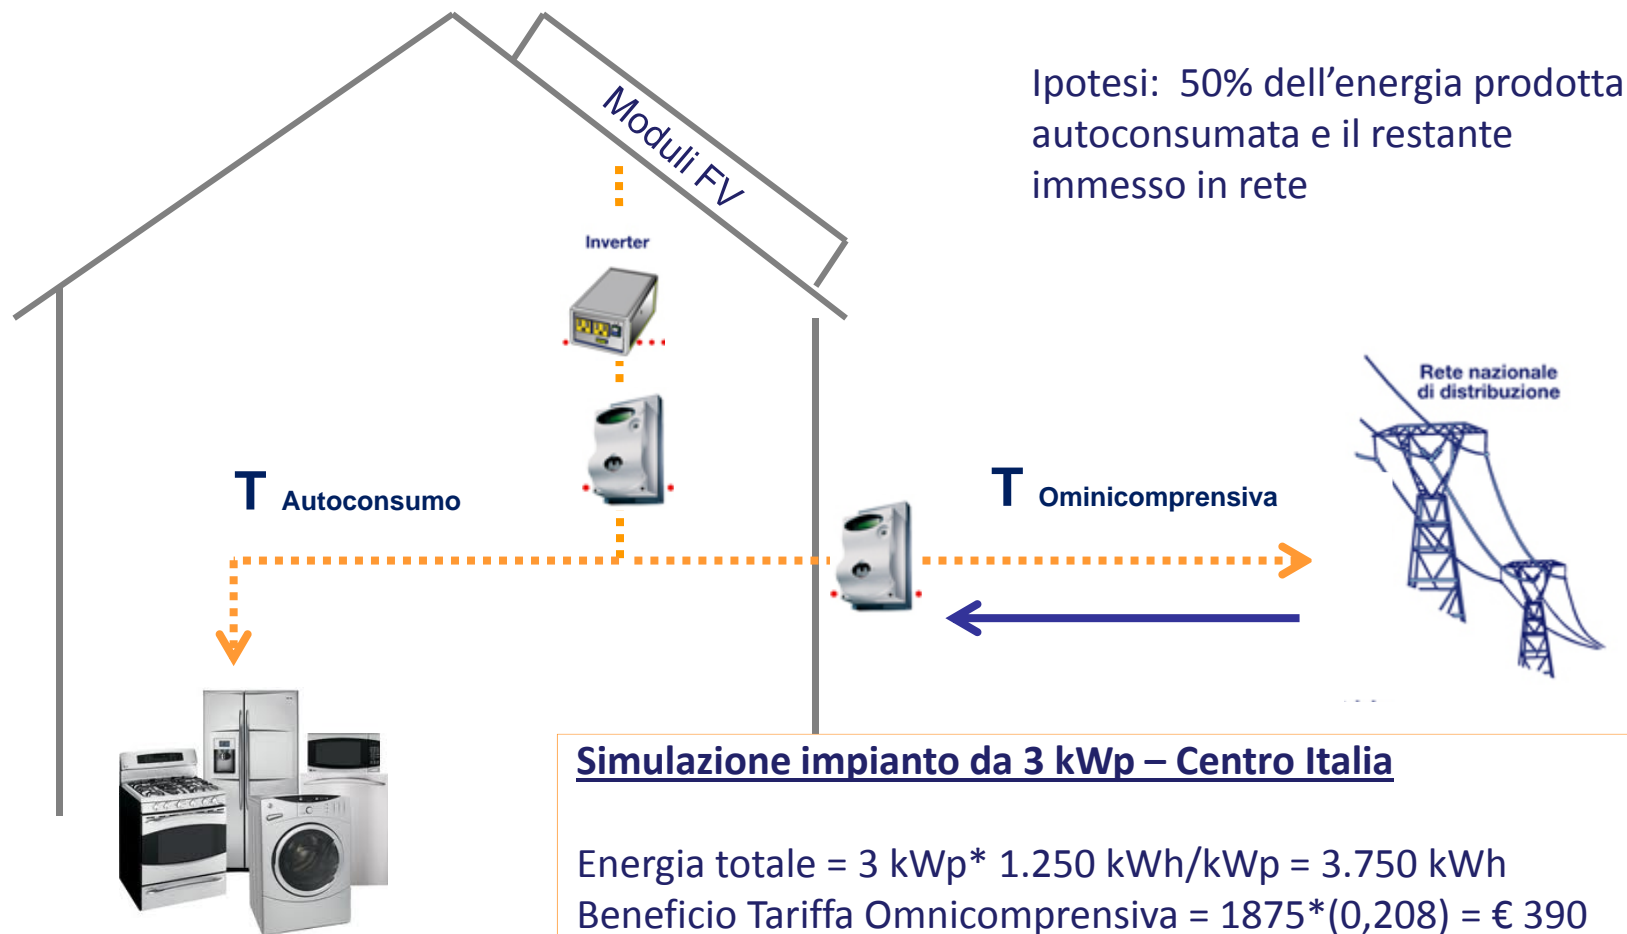 Ipotesi: 50% dell’energia prodotta
autoconsumata e il restante
immesso in rete
Moduli FV
Inverter
Rete nazionale
di distribuzione
T Autoconsumo
T Ominicomprensiva
Simulazione impianto da 3 kWp – Centro Italia
Energia totale = 3 kWp* 1.250 kWh/kWp = 3.750 kWh
Beneficio Tariffa Omnicomprensiva = 1875*(0,208) = € 390